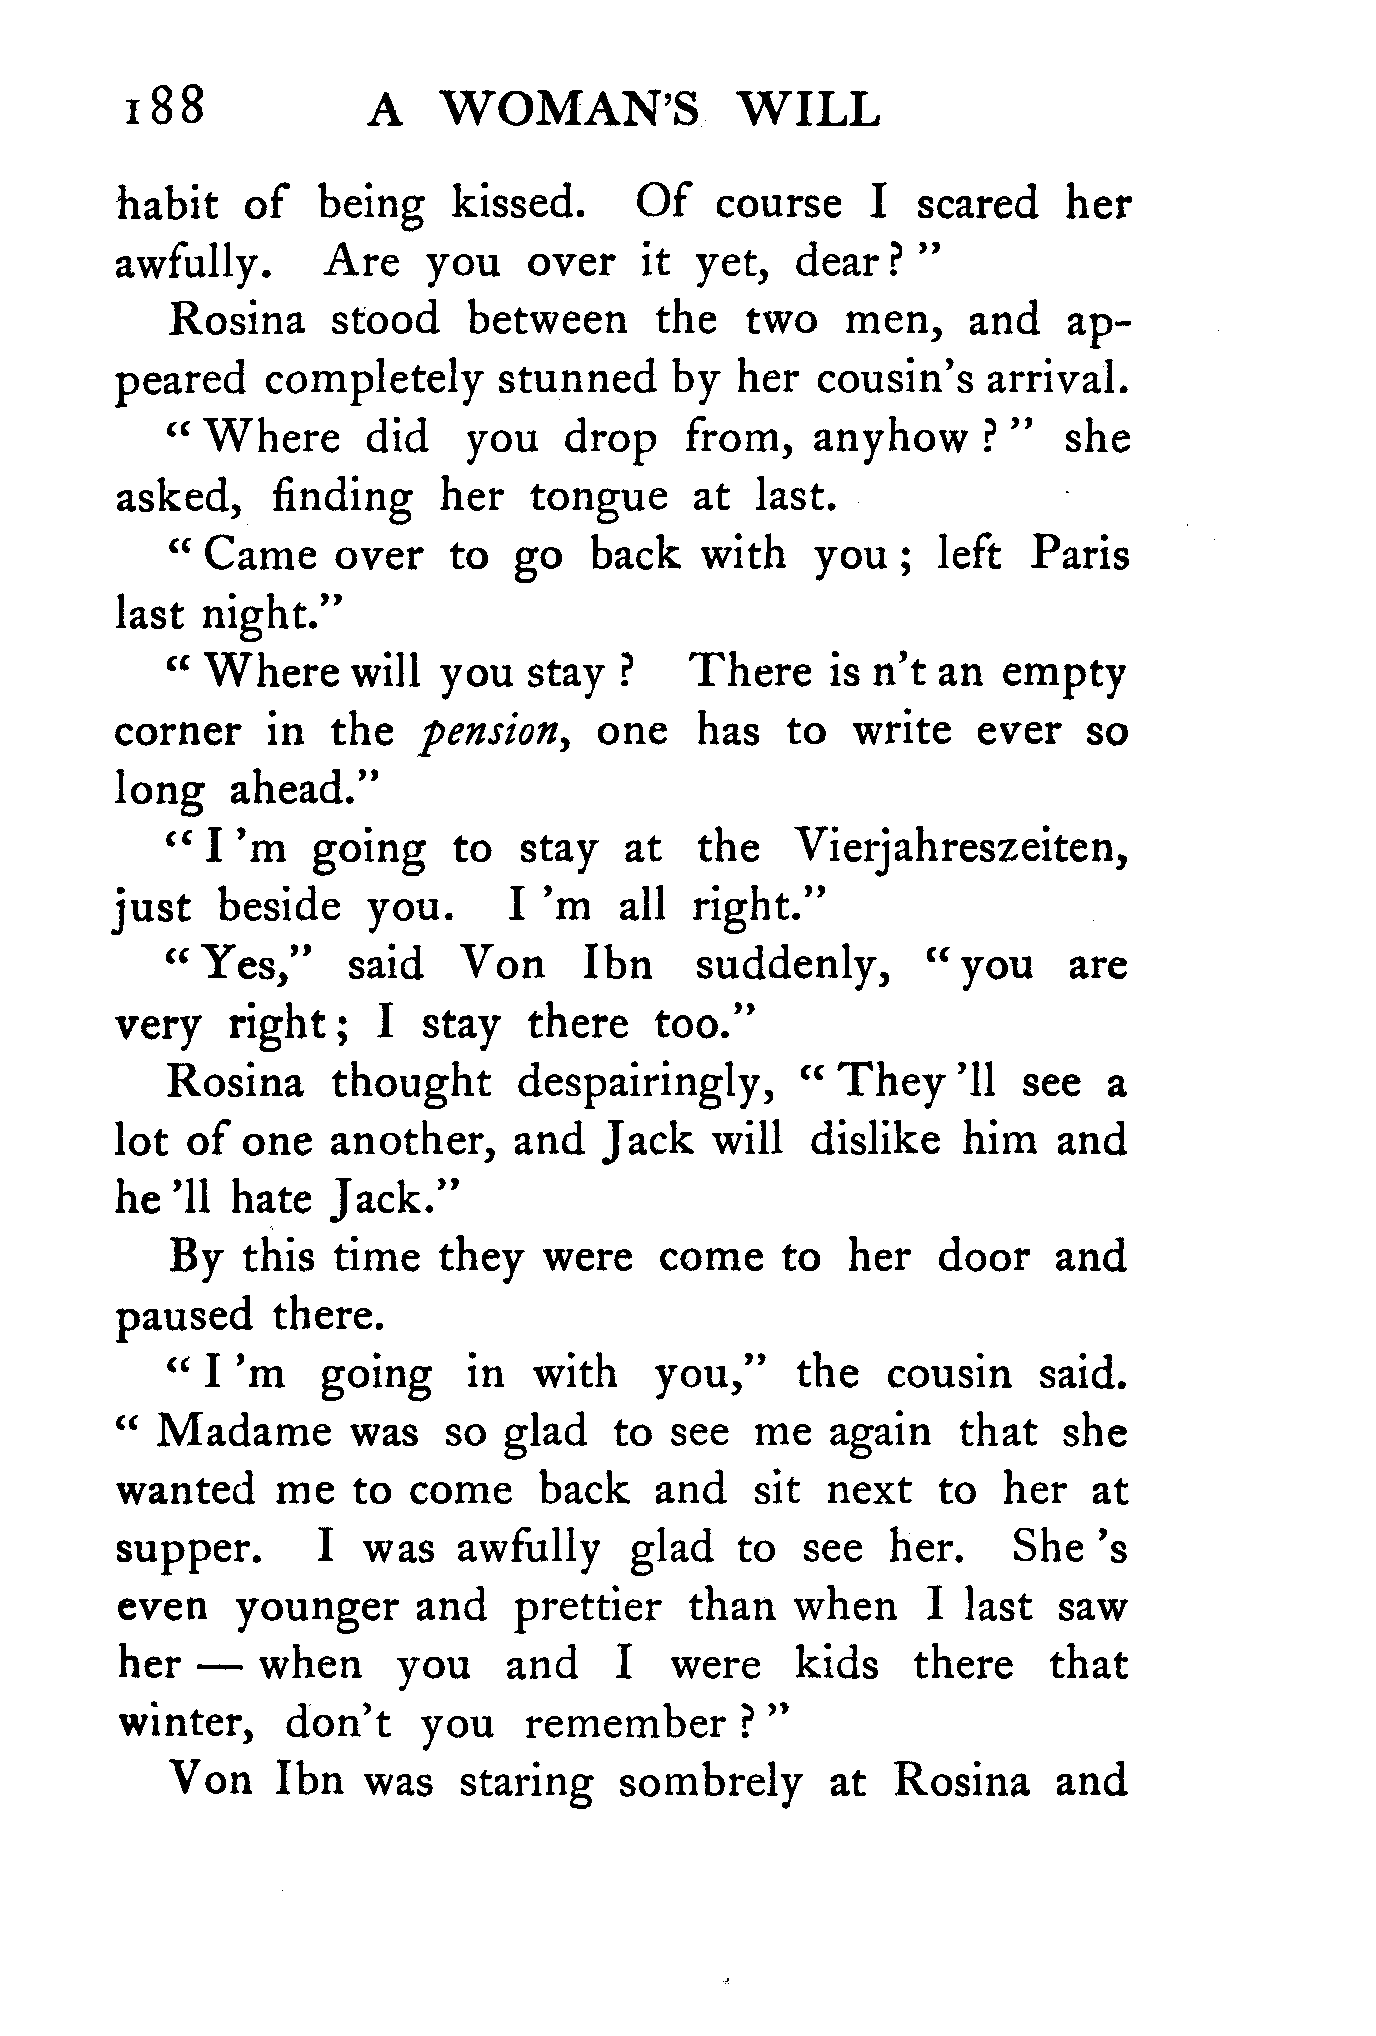 188 A WOMAN'S WILL
habit of being kissed. Of course I scared her
awfully. Are you over it yet, dear?"
Rosina stood between the two men, and ap-
peared completely stunned by her cousin's arrival.
"Where did you drop from, anyhow?" she
asked, finding her tongue at last.
"Came over to go back with you; left Paris
last night."
"Where will you stay? There is n't an empty
corner in the pension, one has to write ever so
long ahead."
"I 'm going to stay at the Vierjahreszeiten,
just beside you. I 'm all right."
"Yes," said Von Ibn suddenly, "you are
very right; I stay there too."
Rosina thought despairingly, "They 'll see a
lot of one another, and Jack will dislike him and
he 'll hate Jack."
By this time they were come to her door and
paused there.
"I 'm going in with you," the cousin said.
"Madame was so glad to see me again that she
wanted me to come back and sit next to her at
supper. I was awfully glad to see her. She 's
even younger and prettier than when I last saw
her — when you and I were kids there that
winter, don't you remember?"
Von Ibn was staring sombrely at Rosina and